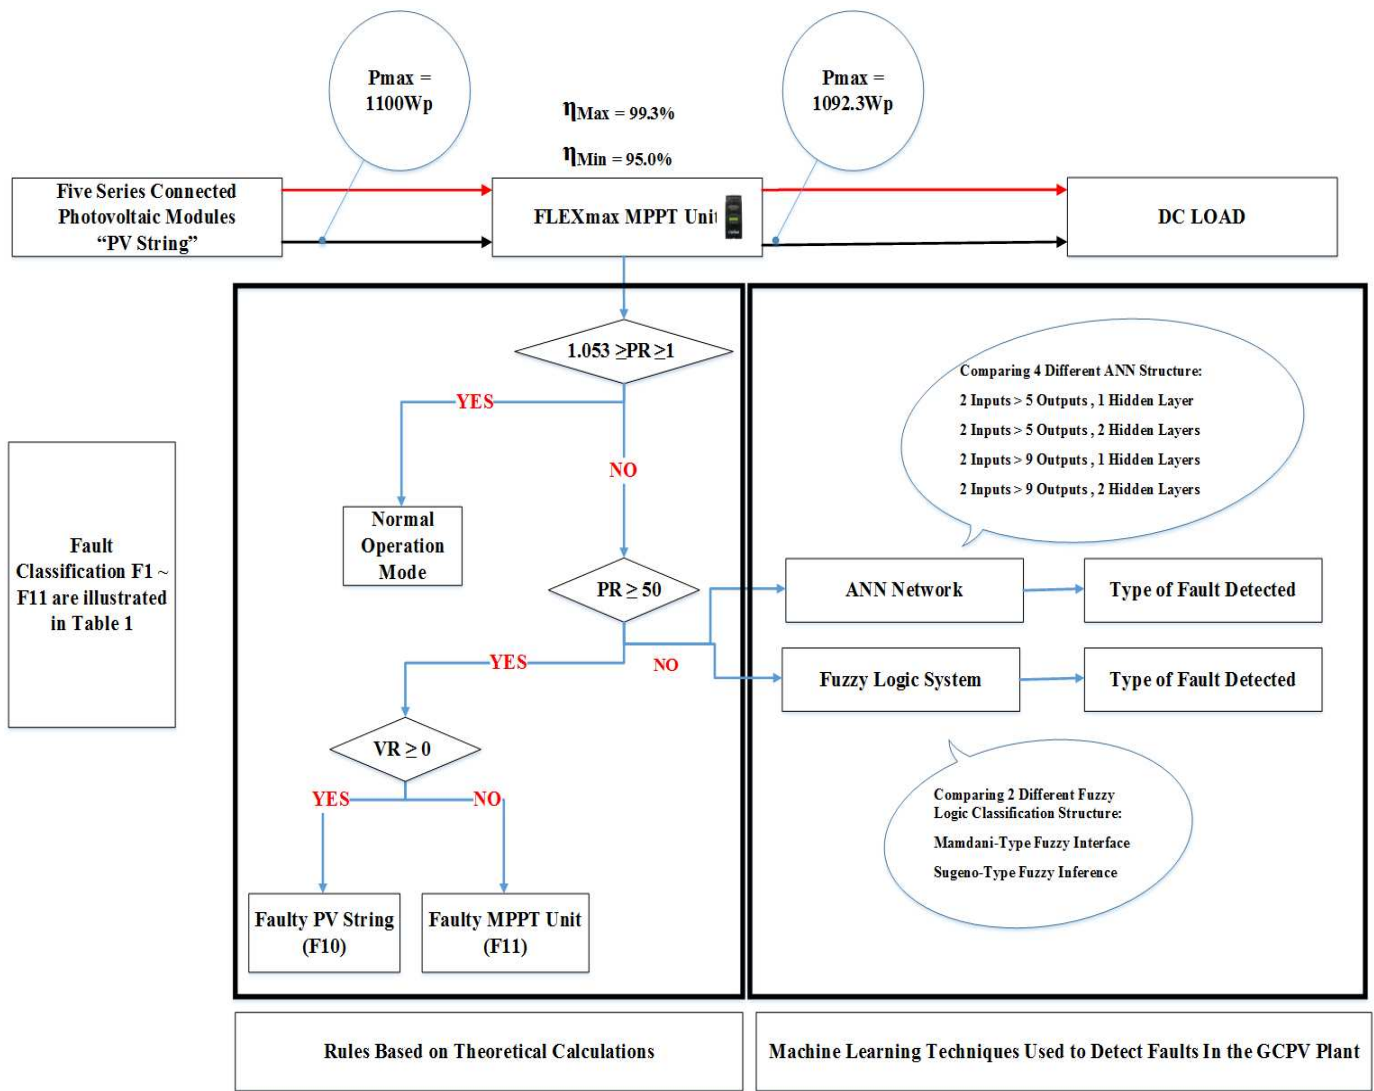 Pmax =
1100Wp
ηMax = 99.3%
ηMin = 95.0%
Pmax =
1092.3Wp
Five Series Connected
Photovoltaic Modules
“PV String”
FLEXmax MPPT Unit
DC LOAD
1.053 ≥PR≥1
YES
NO
Normal
Operation
Mode
Fault
Classification F1 ~
F11 are illustrated
in Table 1
PR ≥ 50
YES
NO
VR ≥ 0
YES
NO
Faulty PV String
(F10)
Faulty MPPT Unit
(F11)
Comparing 4 Different ANN Structure:
2 Inputs > 5 Outputs , 1 Hidden Layer
2 Inputs > 5 Outputs , 2 Hidden Layers
2 Inputs > 9 Outputs , 1 Hidden Layers
2 Inputs > 9 Outputs , 2 Hidden Layers
ANN Network
Type of Fault Detected
Fuzzy Logic System
Type of Fault Detected
Comparing 2 Different Fuzzy
Logic Classification Structure:
Mamdani-Type Fuzzy Interface
Sugeno-Type Fuzzy Inference
Rules Based on Theoretical Calculations
Machine Learning Techniques Used to Detect Faults In the GCPV Plant